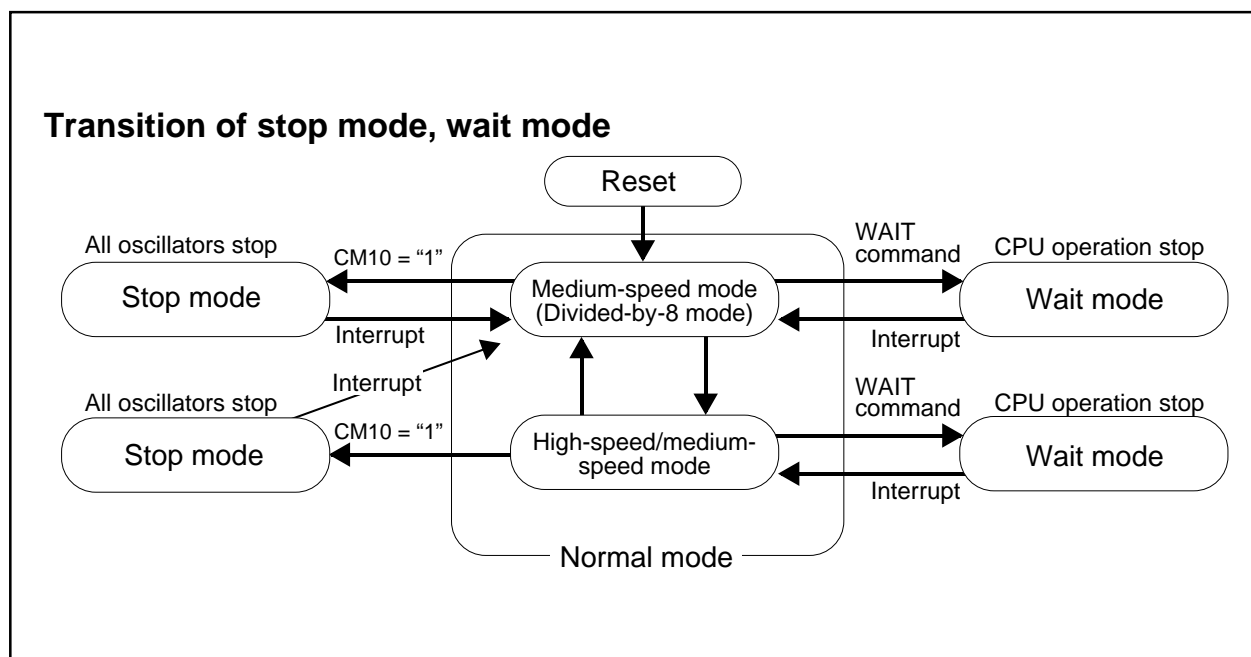 Transition of stop mode, wait mode
Reset
All oscillators stop
CM10 = “1”
WAIT
command
CPU operation stop
Stop mode
Medium-speed mode
(Divided-by-8 mode)
Wait mode
Interrupt
Interrupt
Interrupt
All oscillators stop
CM10 = “1”
WAIT
command
CPU operation stop
Stop mode
High-speed/medium-
speed mode
Wait mode
Interrupt
Normal mode